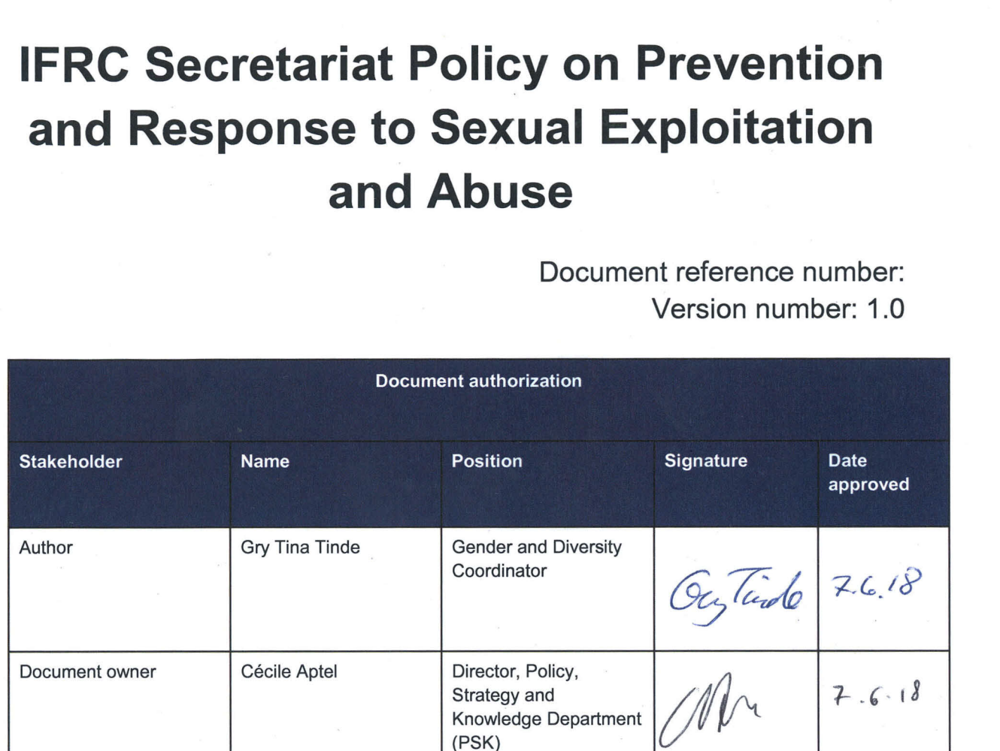 IFRC Secretariat Policy on Prevention
and Response to Sexual Exploitation
and Abuse
Document reference number:
Version number: 1.0
Document authorization
Stakeholder
Name
Position
Signature
Date
approved
Author
Gry Tina Tinde
Gender and Diversity
Coordinator
Gry Tinde
7.6.18
Document owner
Cécile Aptel
Director, Policy,
Strategy and
Knowledge Department
(PSK)
7.6.18